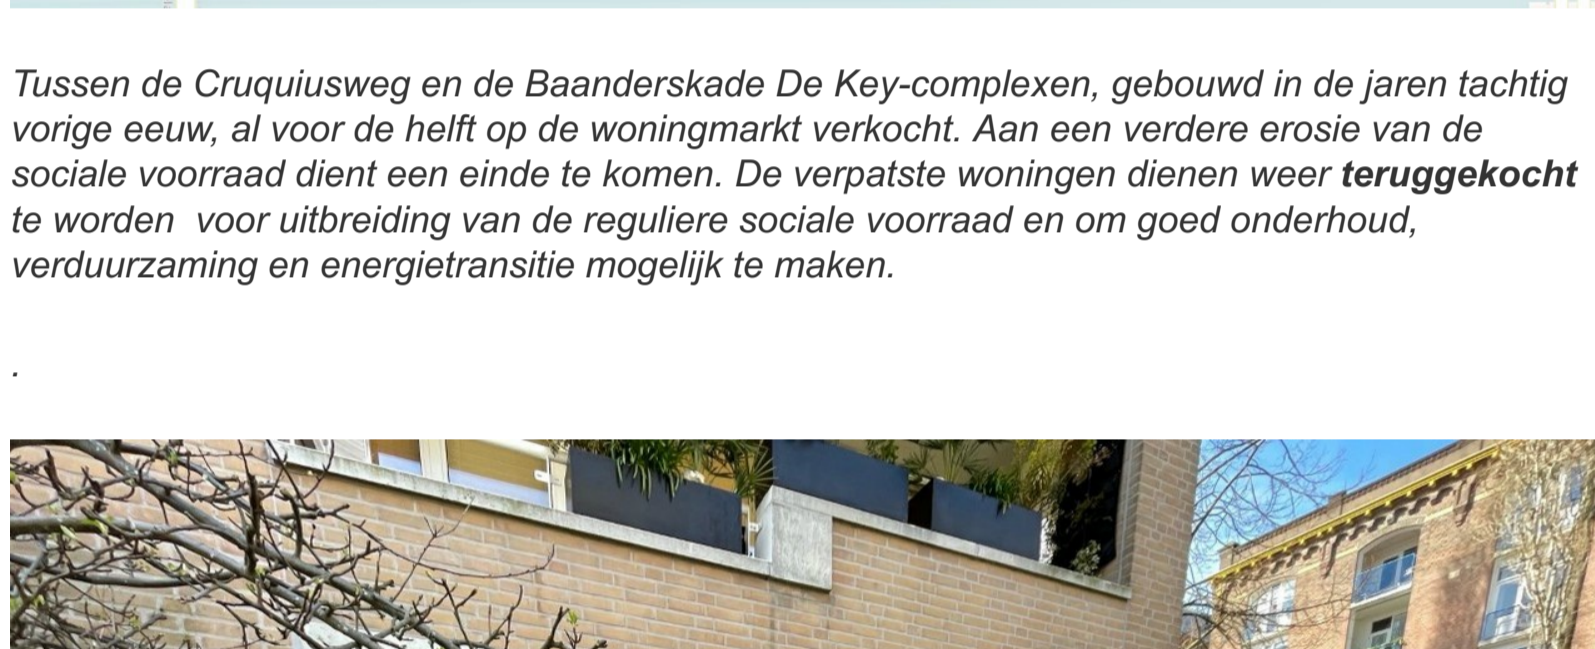 Tussen de Cruquiusweg en de Baanderskade De Key-complexen, gebouwd in de jaren tachtig
vorige eeuw, al voor de helft op de woningmarkt verkocht. Aan een verdere erosie van de
sociale voorraad dient een einde te komen. De verpatste woningen dienen weer teruggekocht
te worden  voor uitbreiding van de reguliere sociale voorraad en om goed onderhoud,
verduurzaming en energietransitie mogelijk te maken.
.